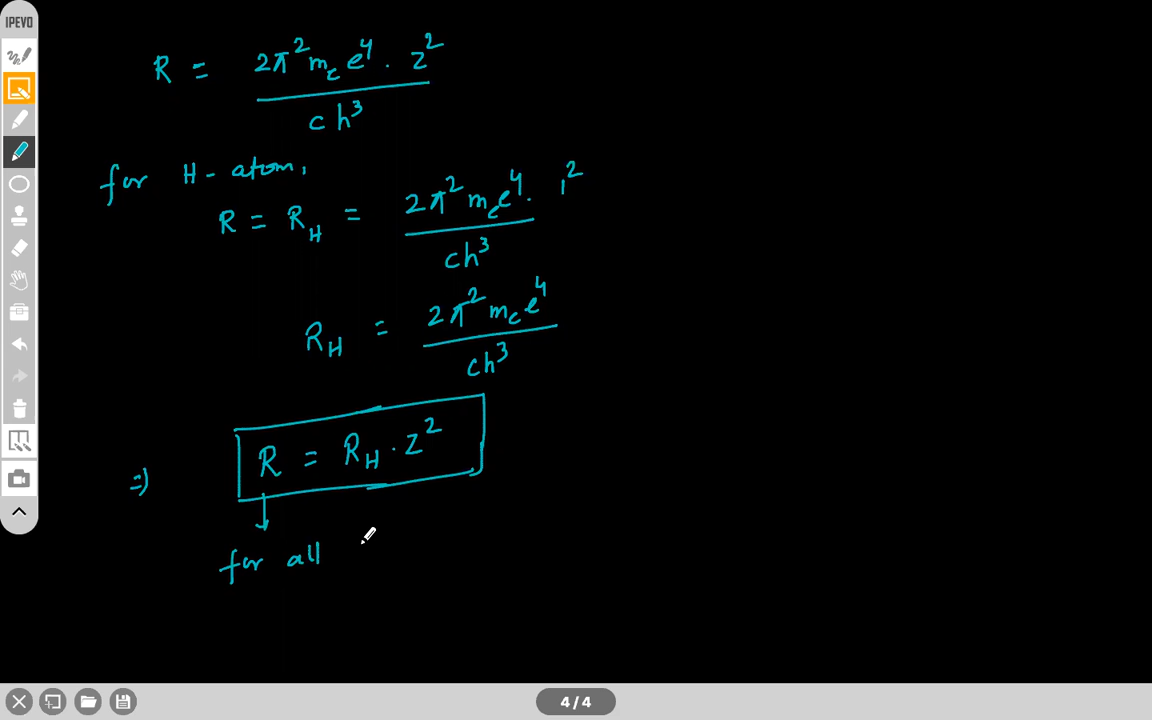 IPEVO
R = 2π²mₑe⁴ . z² / ch³
for H-atom,
R = R_H = 2π²mₑe⁴ . 1² / ch³
R_H = 2π²mₑe⁴ / ch³
⇒ R = R_H . Z²
↓
for all
4 / 4